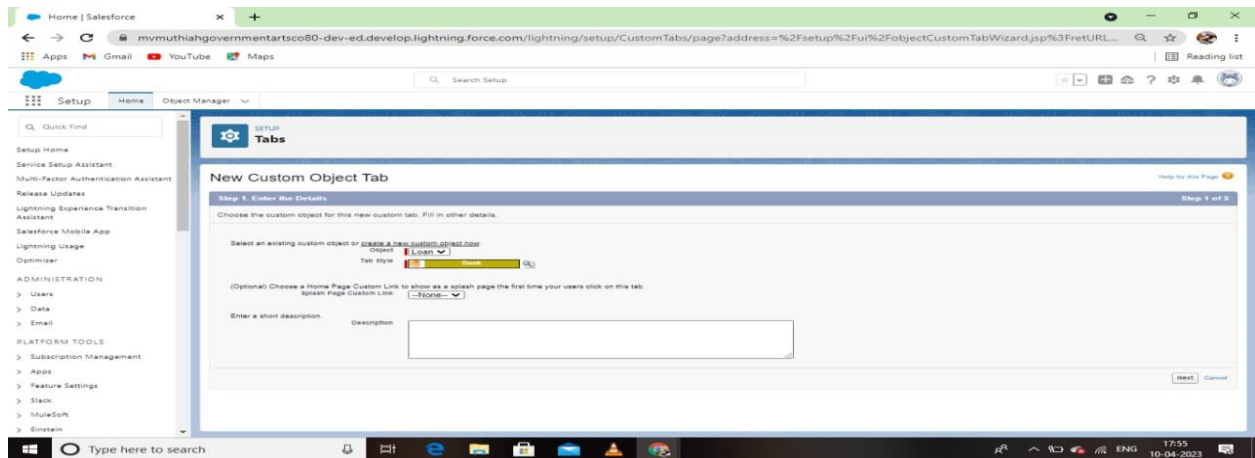 Home | Salesforce
mvmuthiahgovernmentartsco80-dev-ed.develop.lightning.force.com/lightning/setup/CustomTabs/page?address=%2Fsetup%2Fui%2FobjectCustomTabWizard.jsp%3FretURL...
Apps Gmail YouTube Maps Reading list
Search Setup
Setup Home Object Manager
Quick Find
SETUP
Tabs
Setup Home
Service Setup Assistant
Multi-Factor Authentication Assistant
Release Updates
Lightning Experience Transition
Assistant
Salesforce Mobile App
Lightning Usage
Optimizer
ADMINISTRATION
> Users
> Data
> Email
PLATFORM TOOLS
> Subscription Management
> Apps
> Feature Settings
> Slack
> MuleSoft
> Einstein
New Custom Object Tab
Help for this Page
Step 1. Enter the Details Step 1 of 3
Choose the custom object for this new custom tab. Fill in other details.
Select an existing custom object or create a new custom object now.
Object Loan
Tab Style Bank
(Optional) Choose a Home Page Custom Link to show as a splash page the first time your users click on this tab.
Splash Page Custom Link --None--
Enter a short description.
Description
Next Cancel
Type here to search
ENG
17:55
10-04-2023